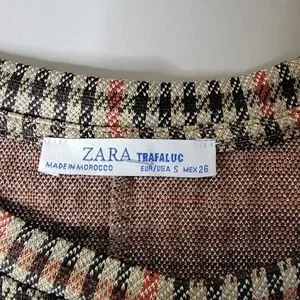 ZARA TRAFALUC
MADE IN MOROCCO EUR/USA S MEX 26